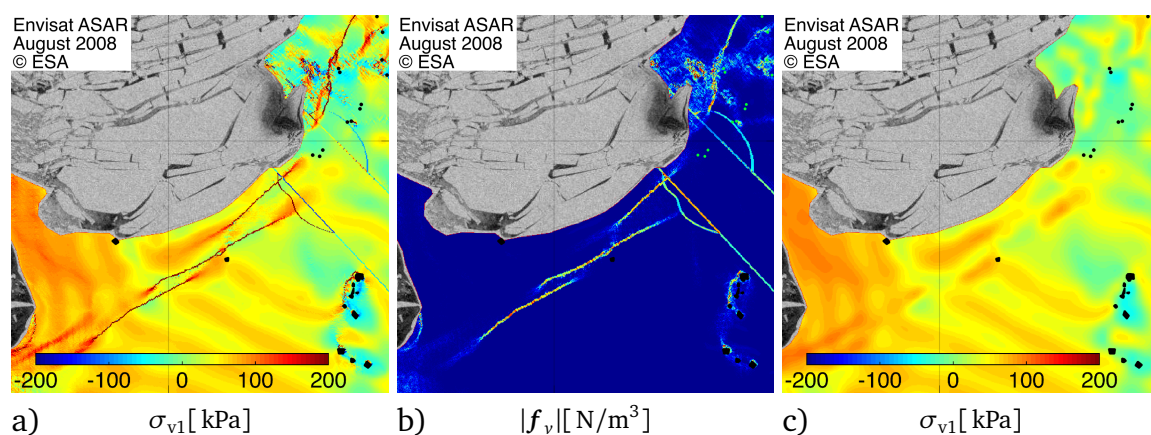 Envisat ASAR
August 2008
© ESA
-200 -100 0 100 200
a) σv1[ kPa]
Envisat ASAR
August 2008
© ESA
b) |fv|[ N/m³]
Envisat ASAR
August 2008
© ESA
-200 -100 0 100 200
c) σv1[ kPa]